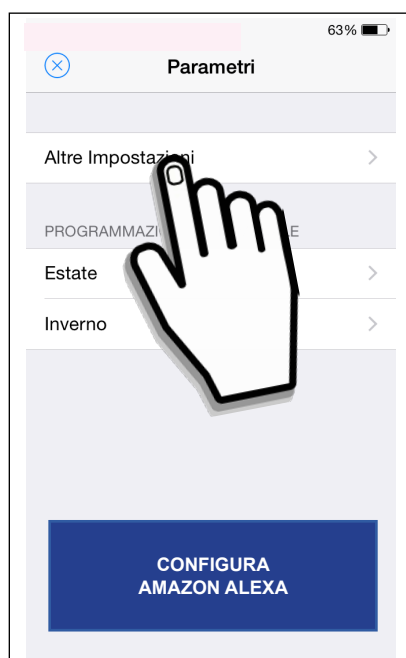 63%
Parametri
Altre Impostazioni
Estate
Inverno
CONFIGURA
AMAZON ALEXA